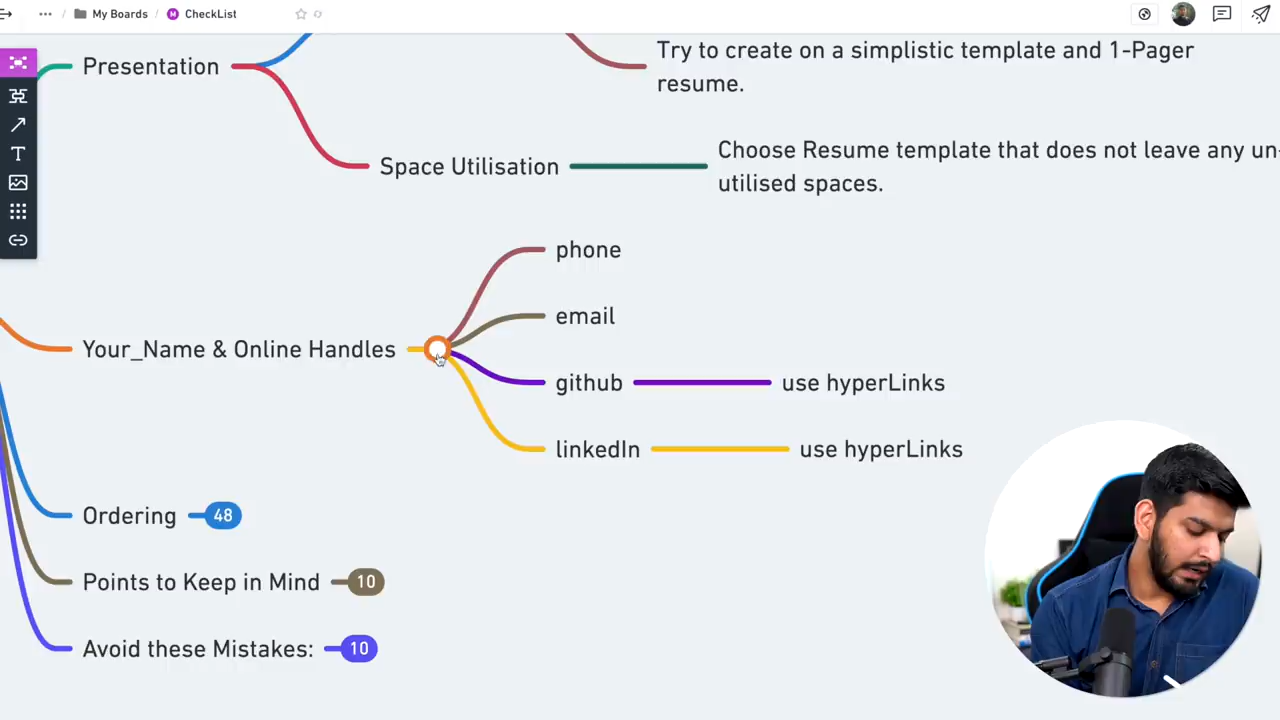 ... / My Boards / M CheckList
Presentation
Try to create on a simplistic template and 1-Pager
resume.
Space Utilisation
Choose Resume template that does not leave any un-
utilised spaces.
phone
email
Your_Name & Online Handles
github
use hyperLinks
linkedIn
use hyperLinks
Ordering 48
Points to Keep in Mind 10
Avoid these Mistakes: 10
T